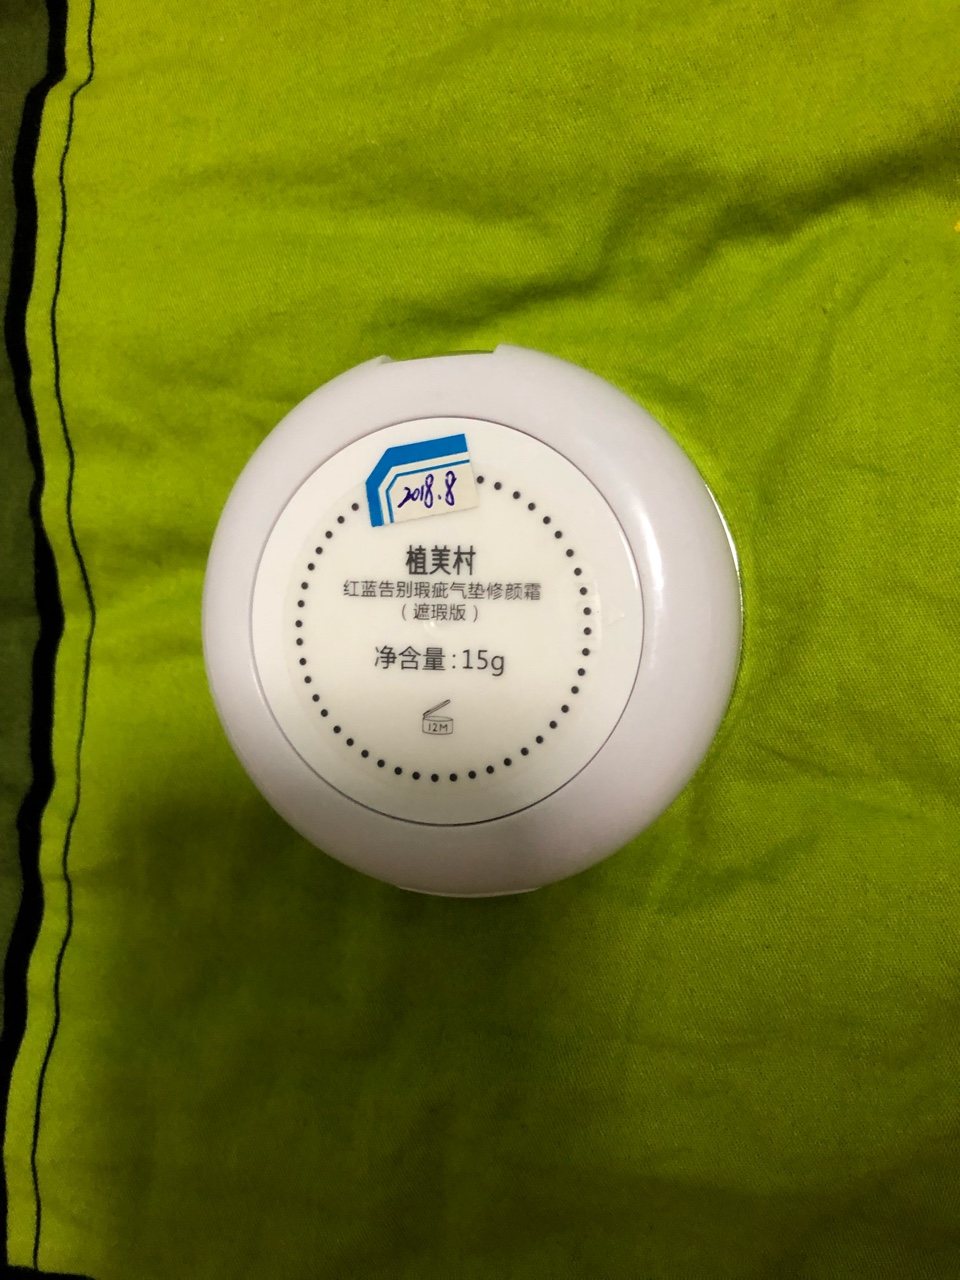 2018.8
植美村
红蓝告别瑕疵气垫修颜霜
（遮瑕版）
净含量:15g
12M